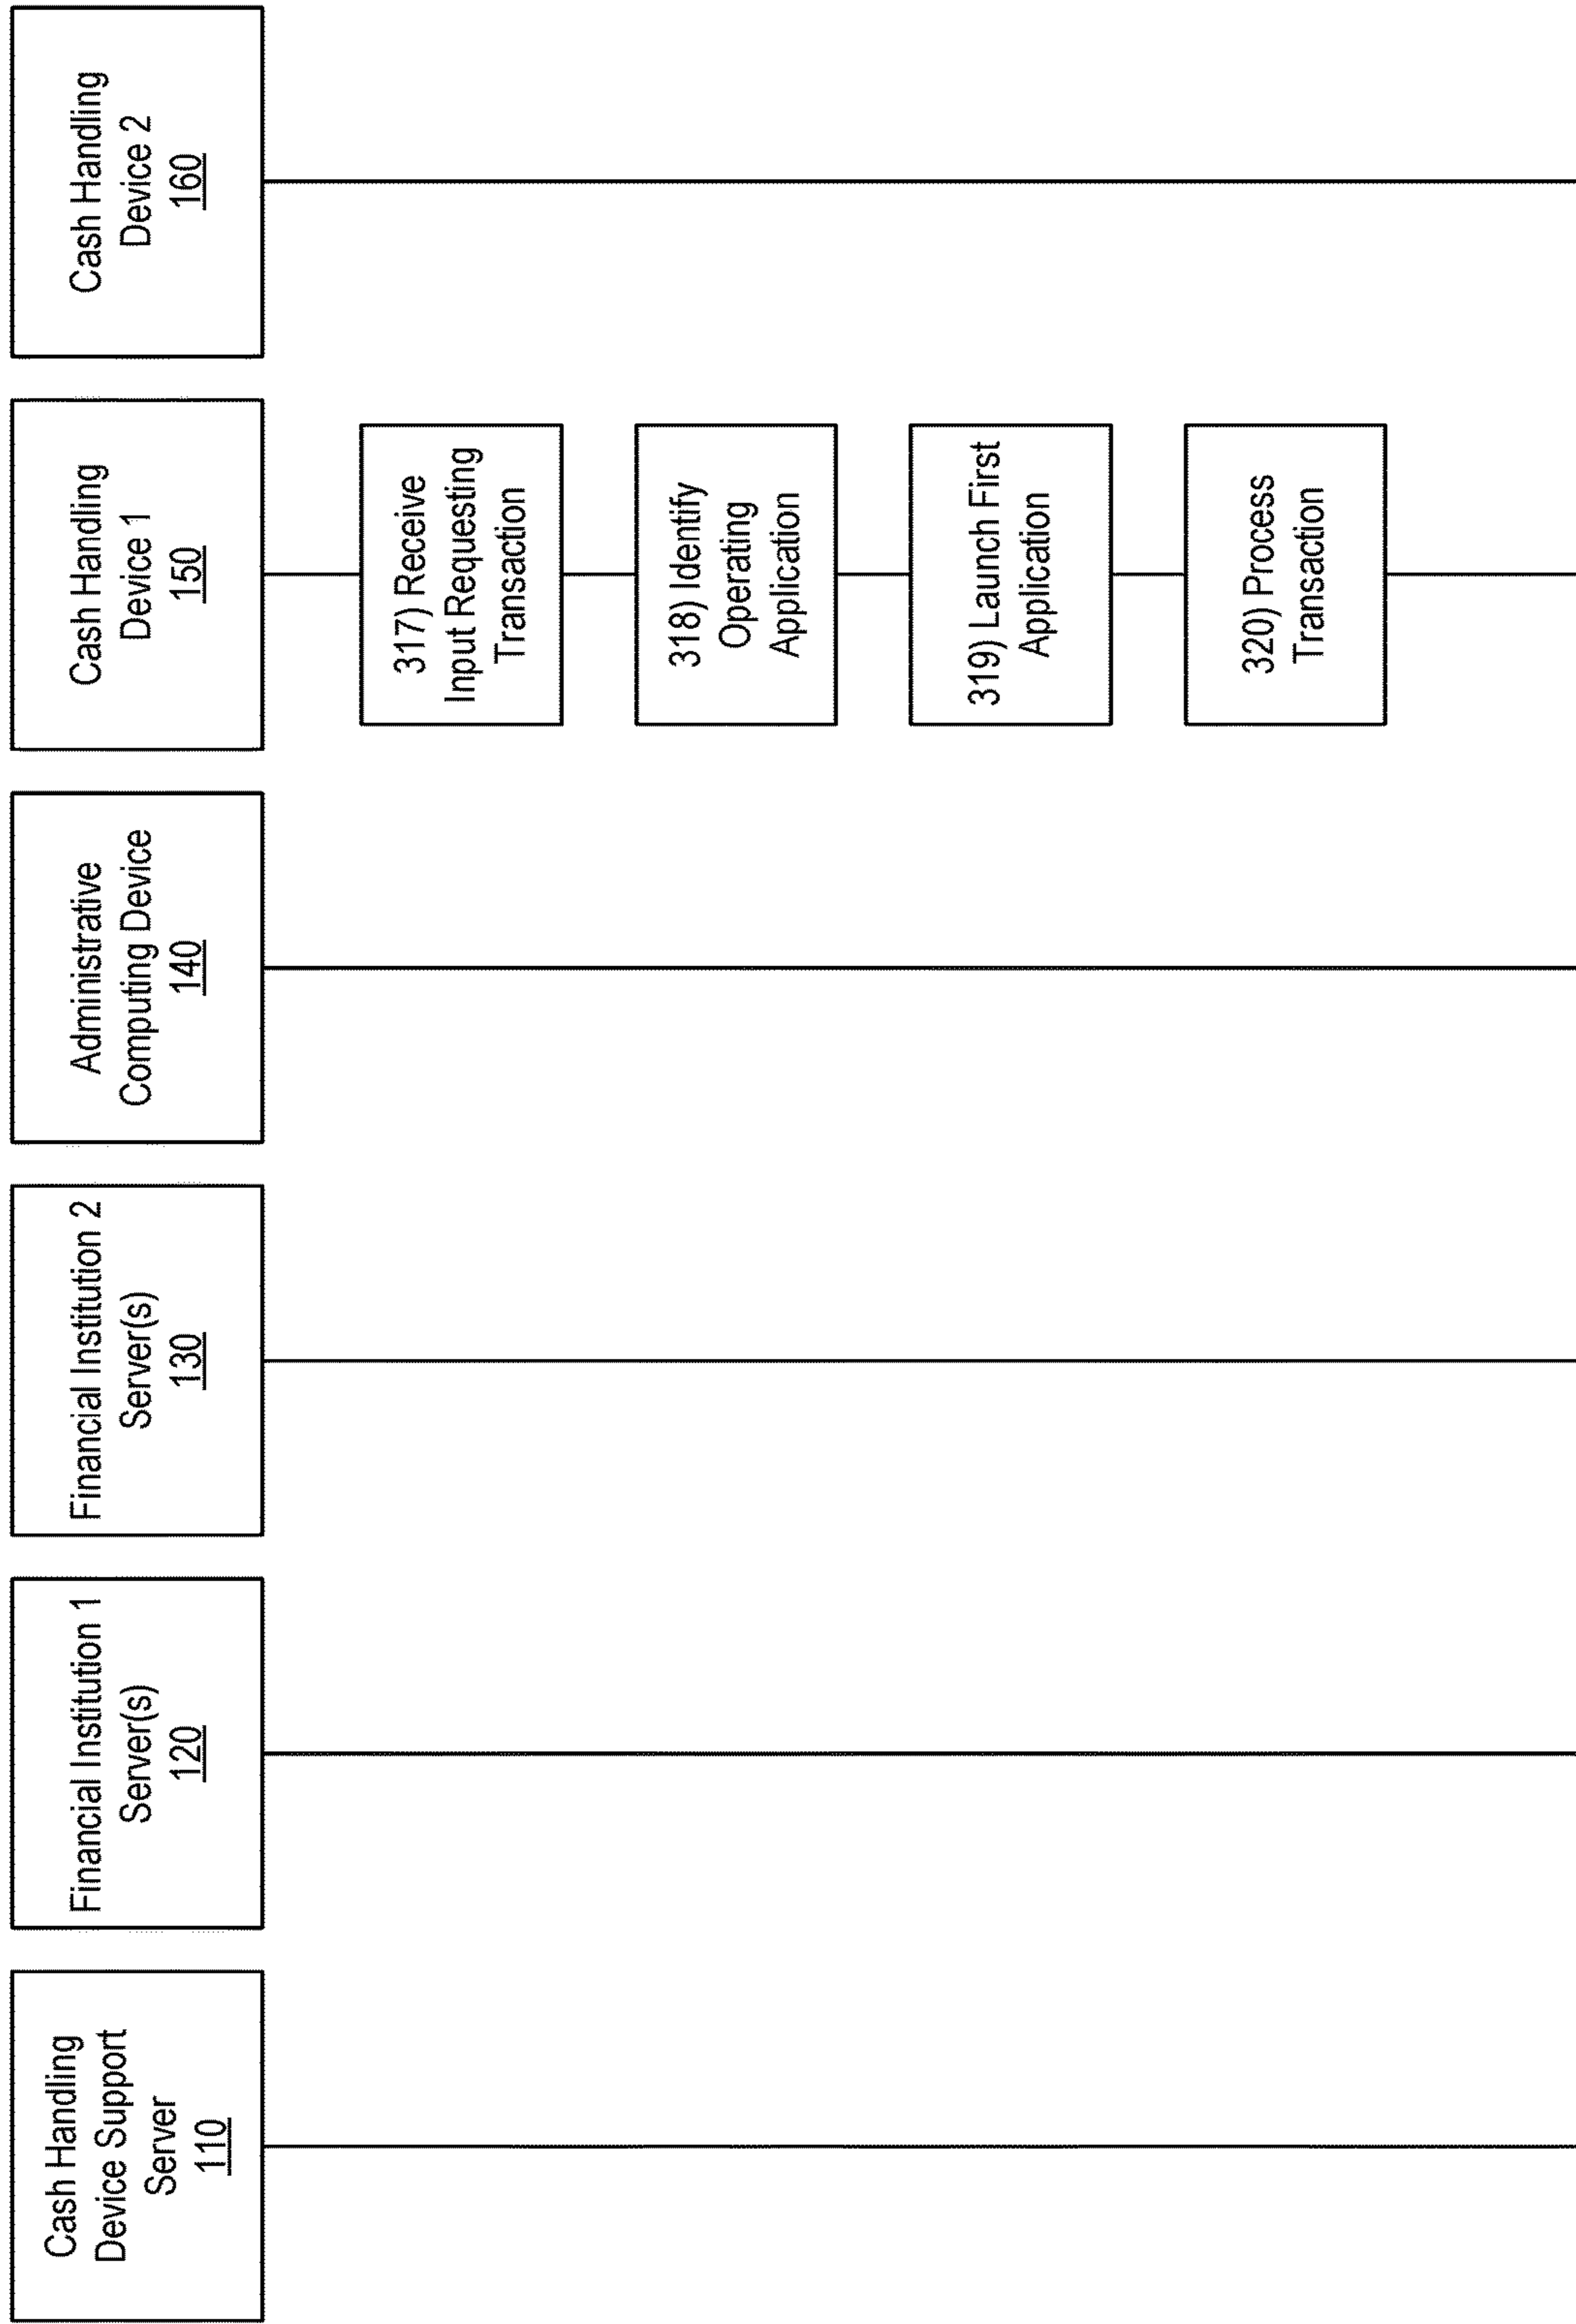 Cash Handling
Device Support
Server
110
Financial Institution 1
Server(s)
120
Financial Institution 2
Server(s)
130
Administrative
Computing Device
140
Cash Handling
Device 1
150
Cash Handling
Device 2
160
317) Receive
Input Requesting
Transaction
318) Identify
Operating
Application
319) Launch First
Application
320) Process
Transaction